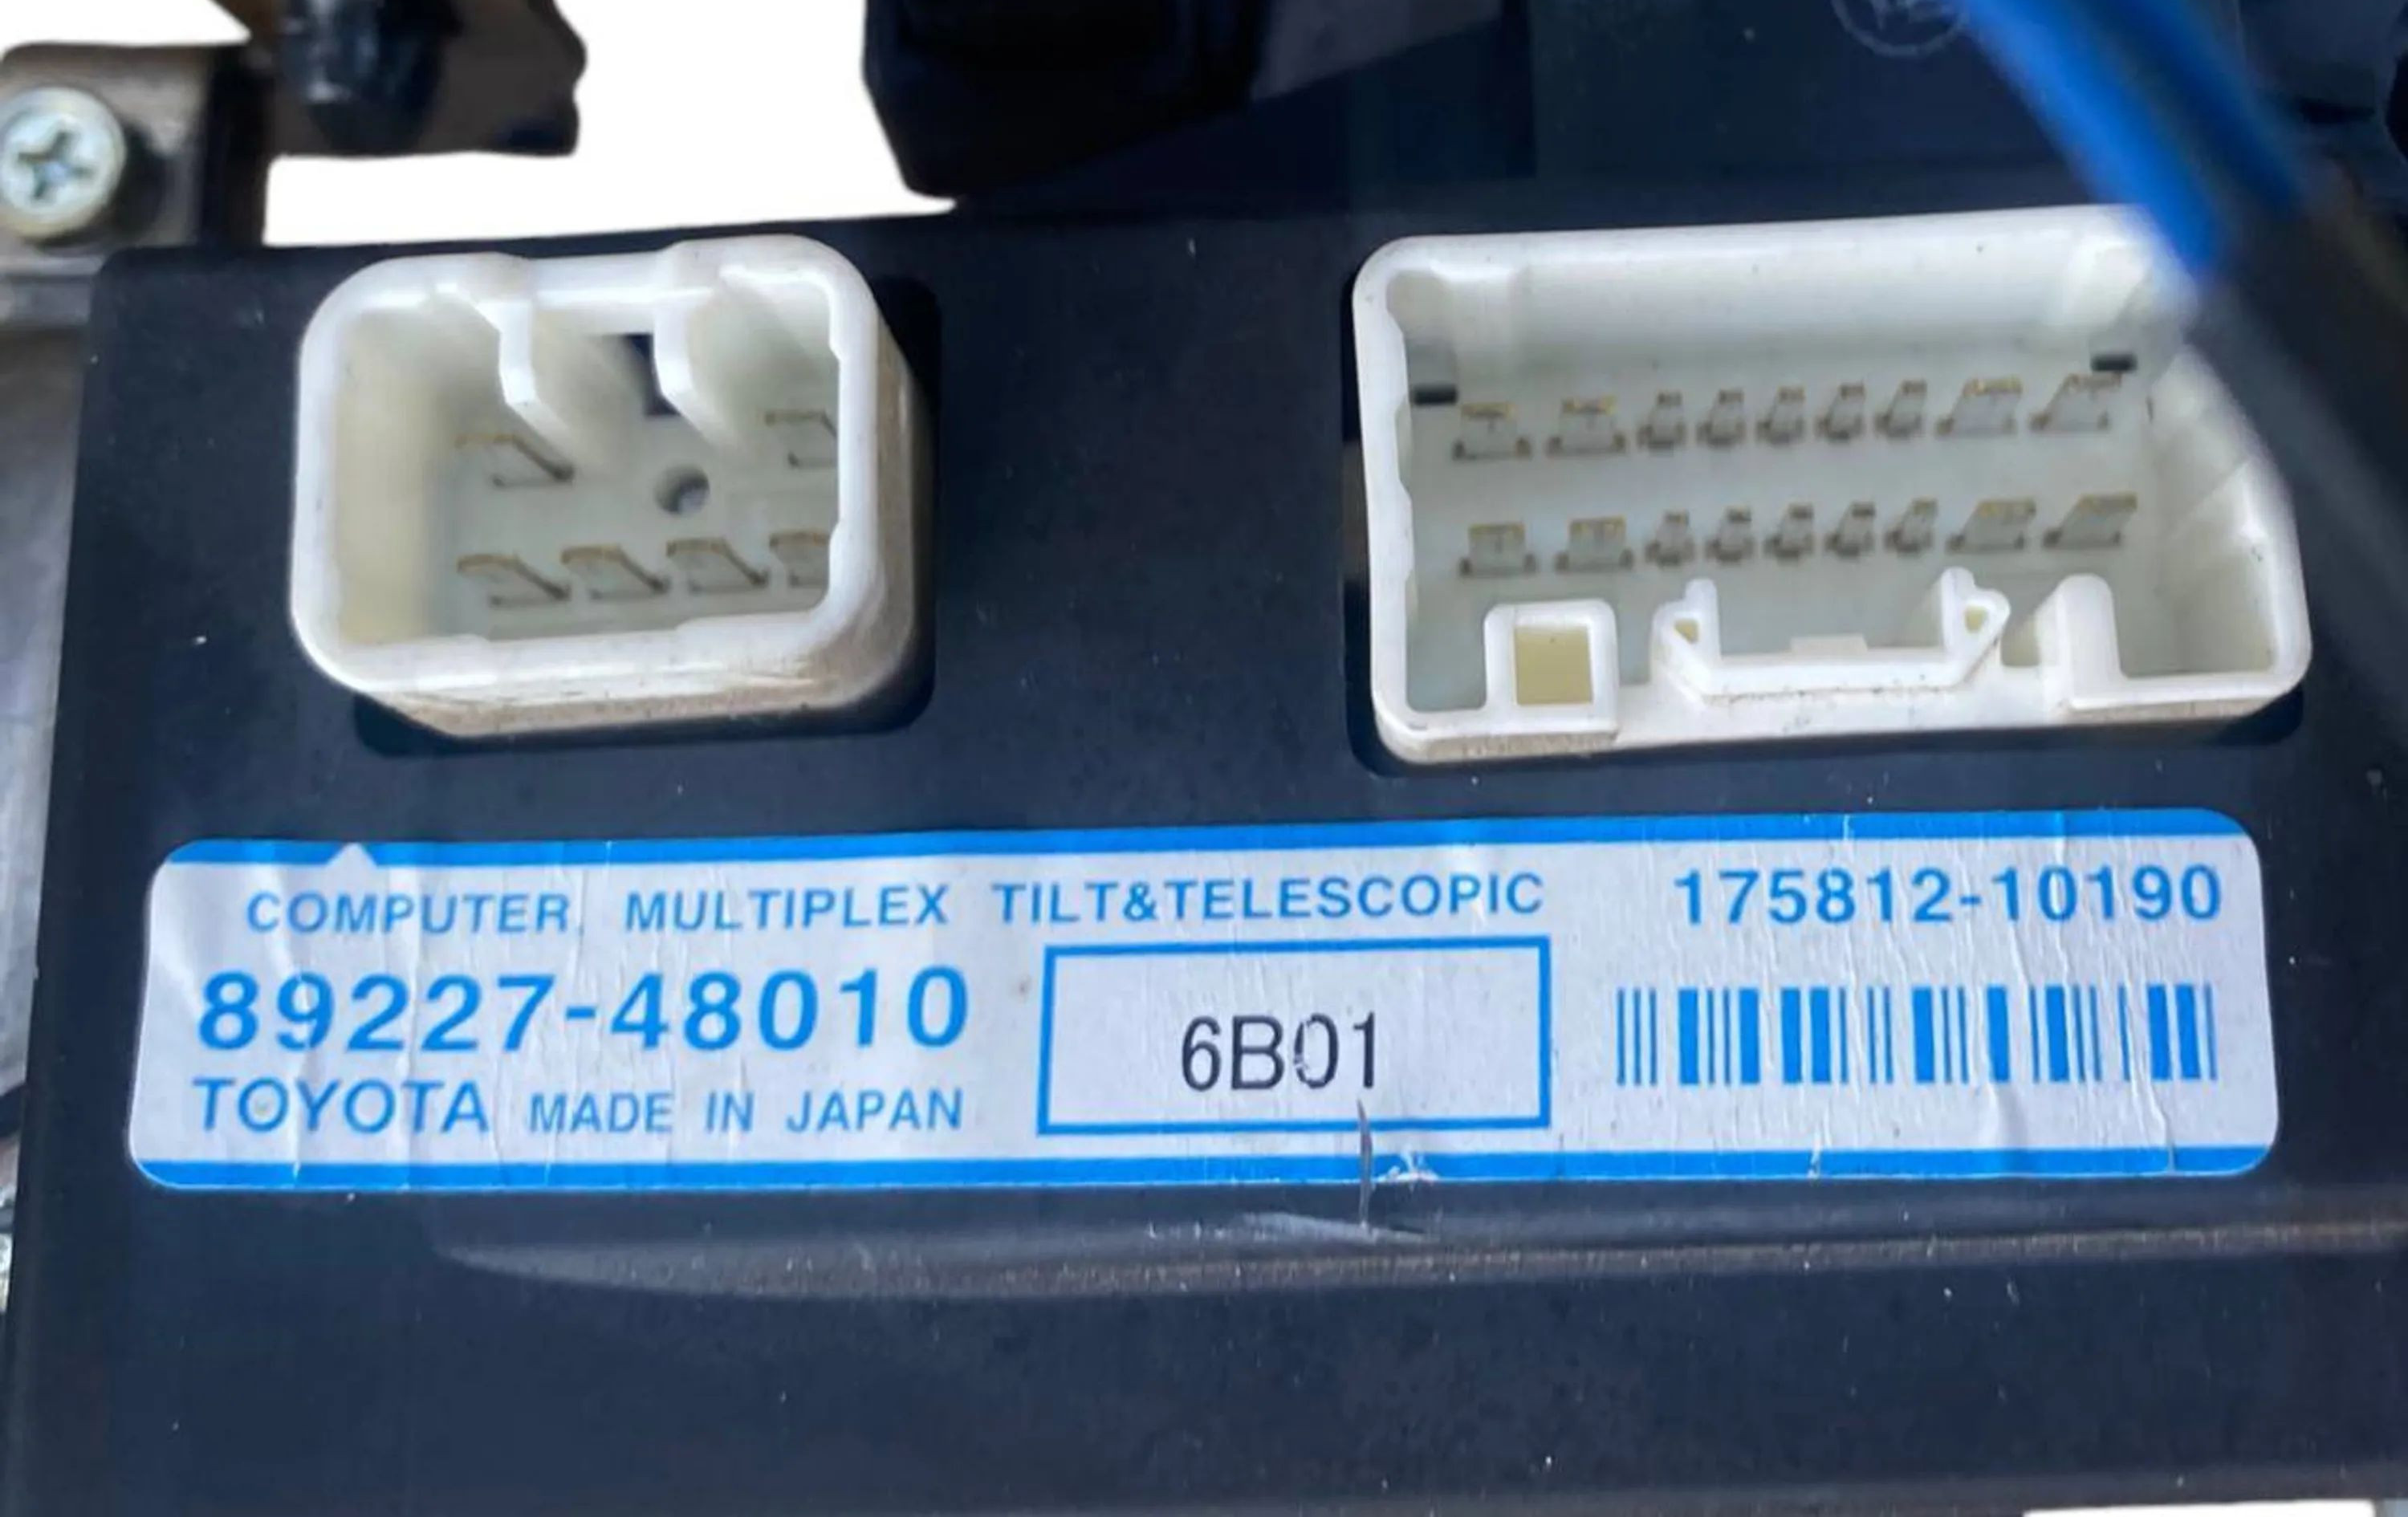 COMPUTER, MULTIPLEX TILT&TELESCOPIC
175812-10190
89227-48010
6B01
TOYOTA MADE IN JAPAN